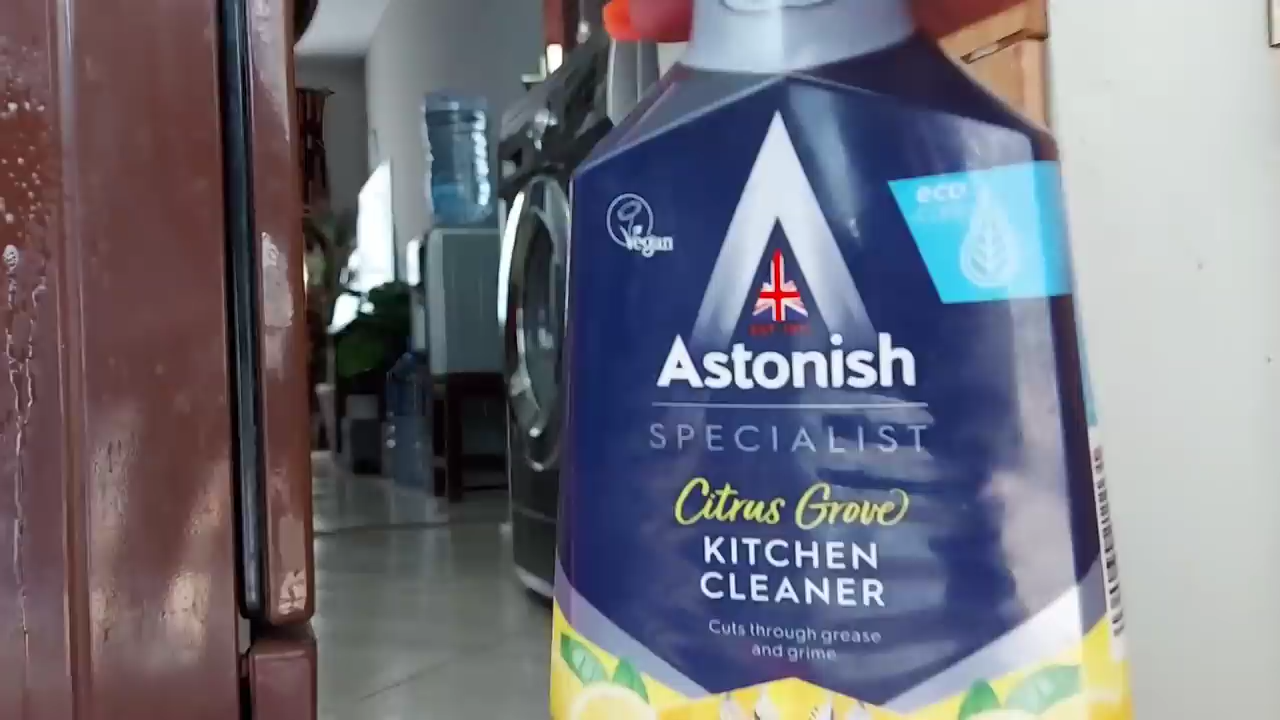 eco
Vegan
Astonish
SPECIALIST
Citrus Grove
KITCHEN
CLEANER
Cuts through grease
and grime